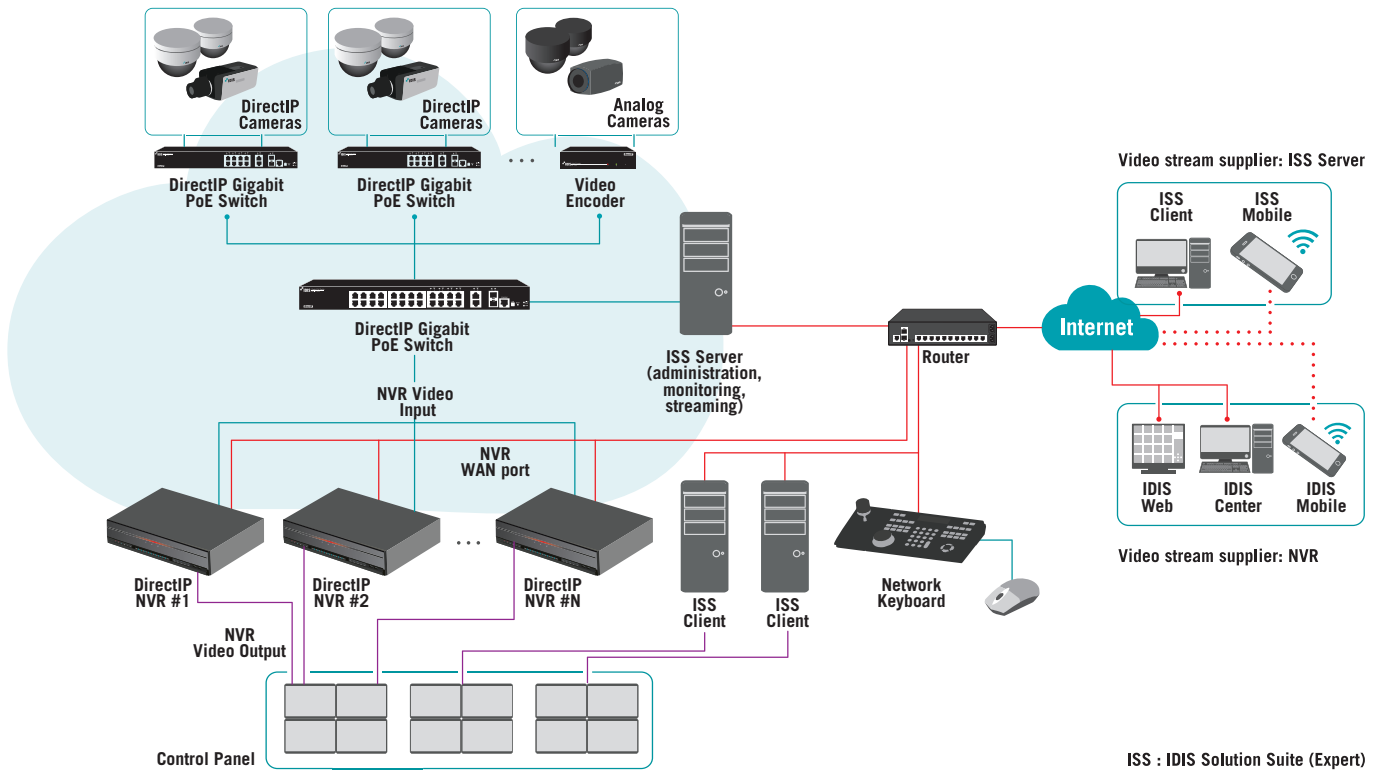 DirectIP
Cameras
DirectIP
Cameras
Analog
Cameras
DirectIP Gigabit
PoE Switch
DirectIP Gigabit
PoE Switch
Video
Encoder
DirectIP Gigabit
PoE Switch
NVR Video
Input
ISS Server
(administration,
monitoring,
streaming)
Router
Internet
Video stream supplier: ISS Server
ISS
Client
ISS
Mobile
IDIS
Web
IDIS
Center
IDIS
Mobile
Video stream supplier: NVR
NVR
WAN port
DirectIP
NVR #1
DirectIP
NVR #2
DirectIP
NVR #N
ISS
Client
ISS
Client
Network
Keyboard
NVR
Video Output
Control Panel
ISS : IDIS Solution Suite (Expert)